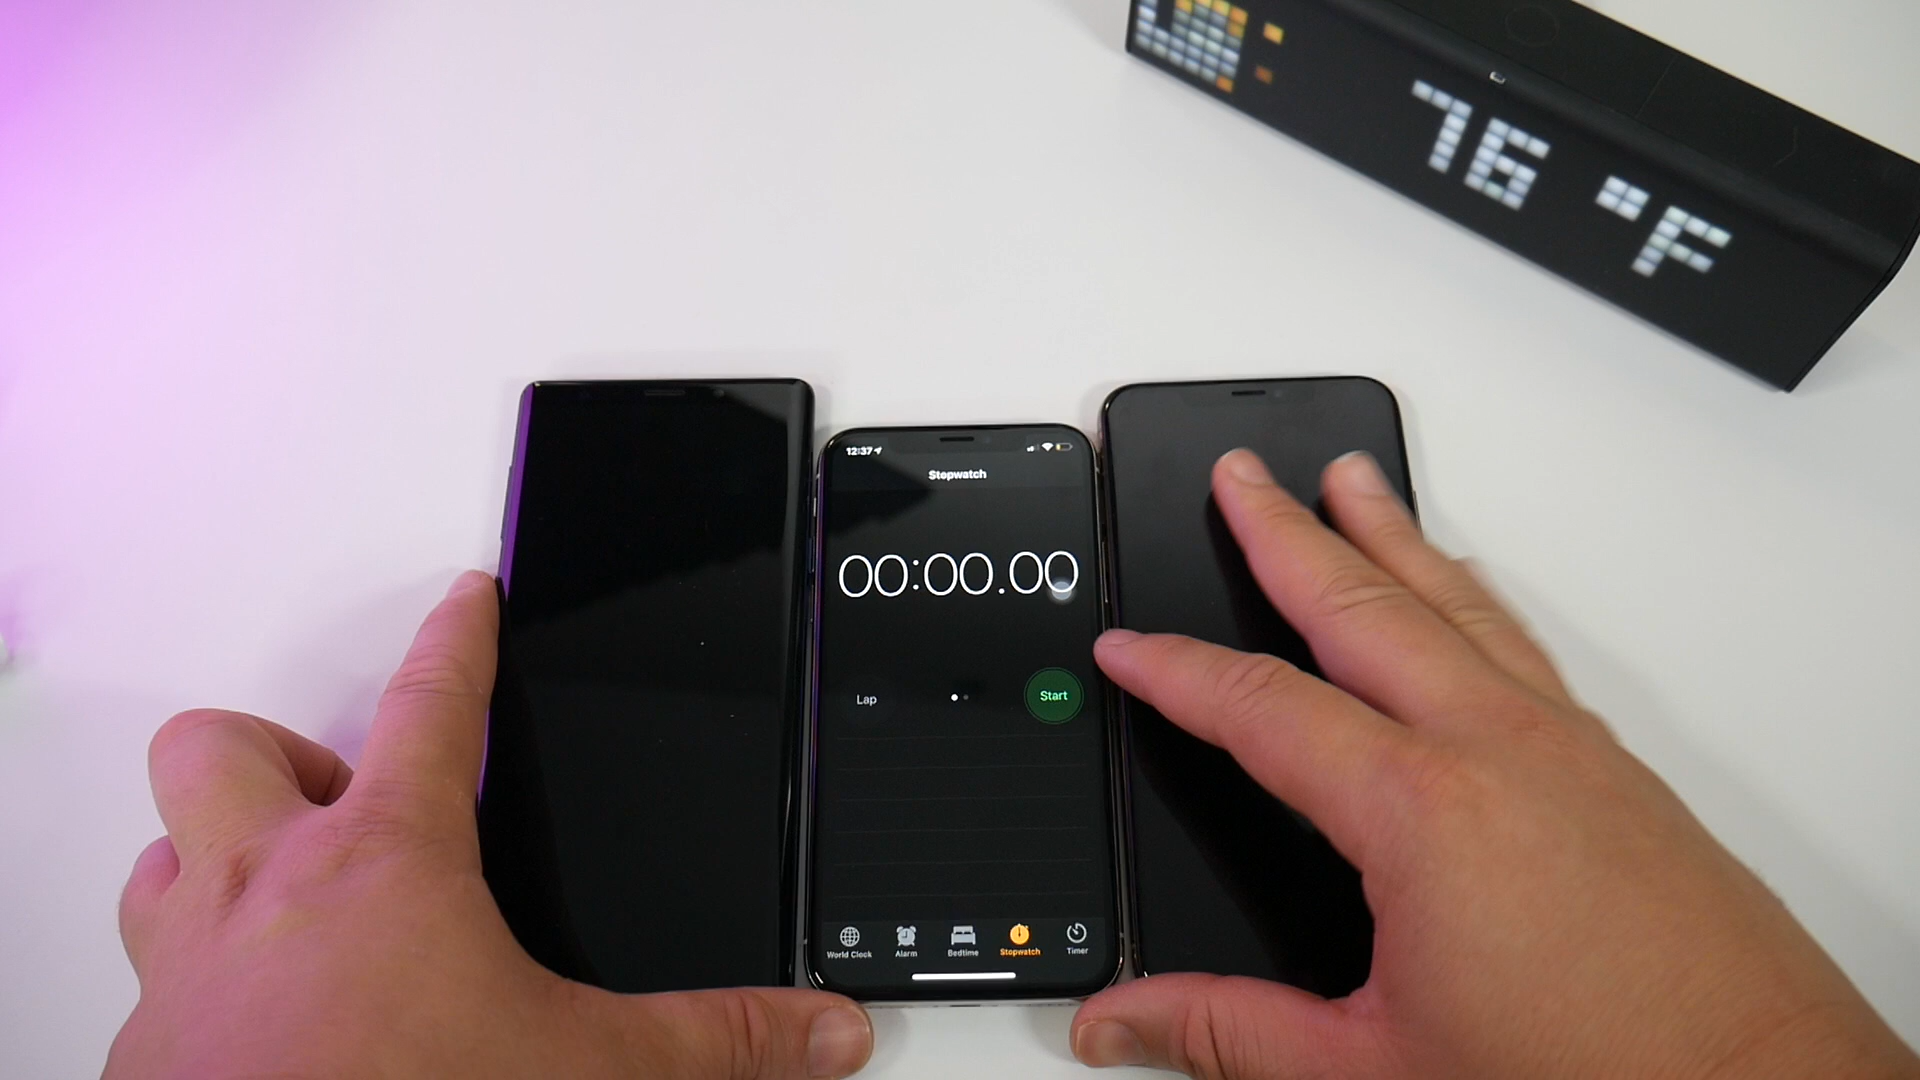 76 °F
12:37
Stopwatch
00:00.00
Lap
Start
World Clock
Alarm
Bedtime
Stopwatch
Timer